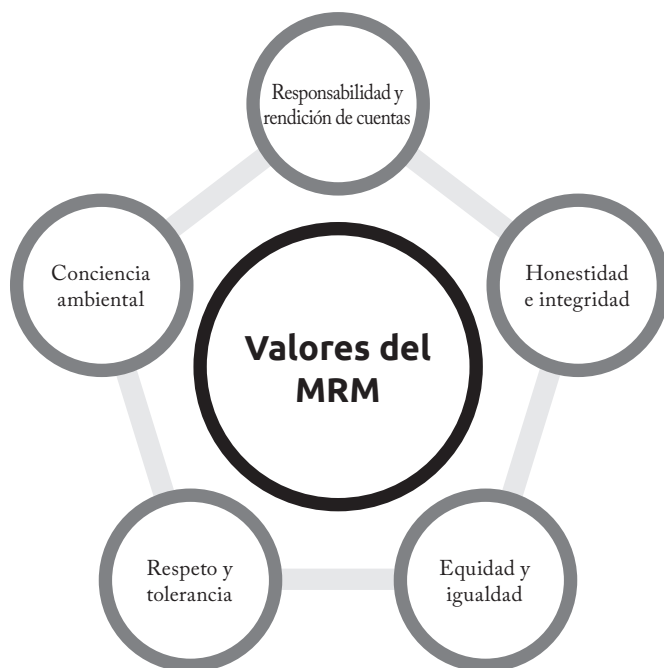 Responsabilidad y
rendición de cuentas
Conciencia
ambiental
Honestidad
e integridad
Valores del
MRM
Respeto y
tolerancia
Equidad y
igualdad